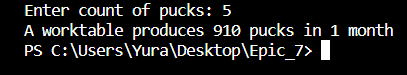 Enter count of pucks: 5
A worktable produces 910 pucks in 1 month
PS C:\Users\Yura\Desktop\Epic_7>